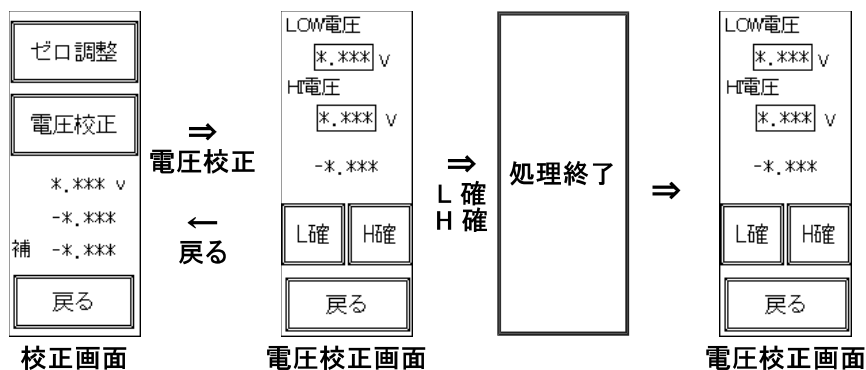 ゼロ調整
電圧校正
*.*** v
-*.***
補 -*.***
戻る
校正画面
⇒
電圧校正
←
戻る
LOW電圧
*.*** v
HI電圧
*.*** v
-*.***
L確 H確
戻る
電圧校正画面
⇒
L 確
H 確
処理終了
⇒
LOW電圧
*.*** v
HI電圧
*.*** v
-*.***
L確 H確
戻る
電圧校正画面